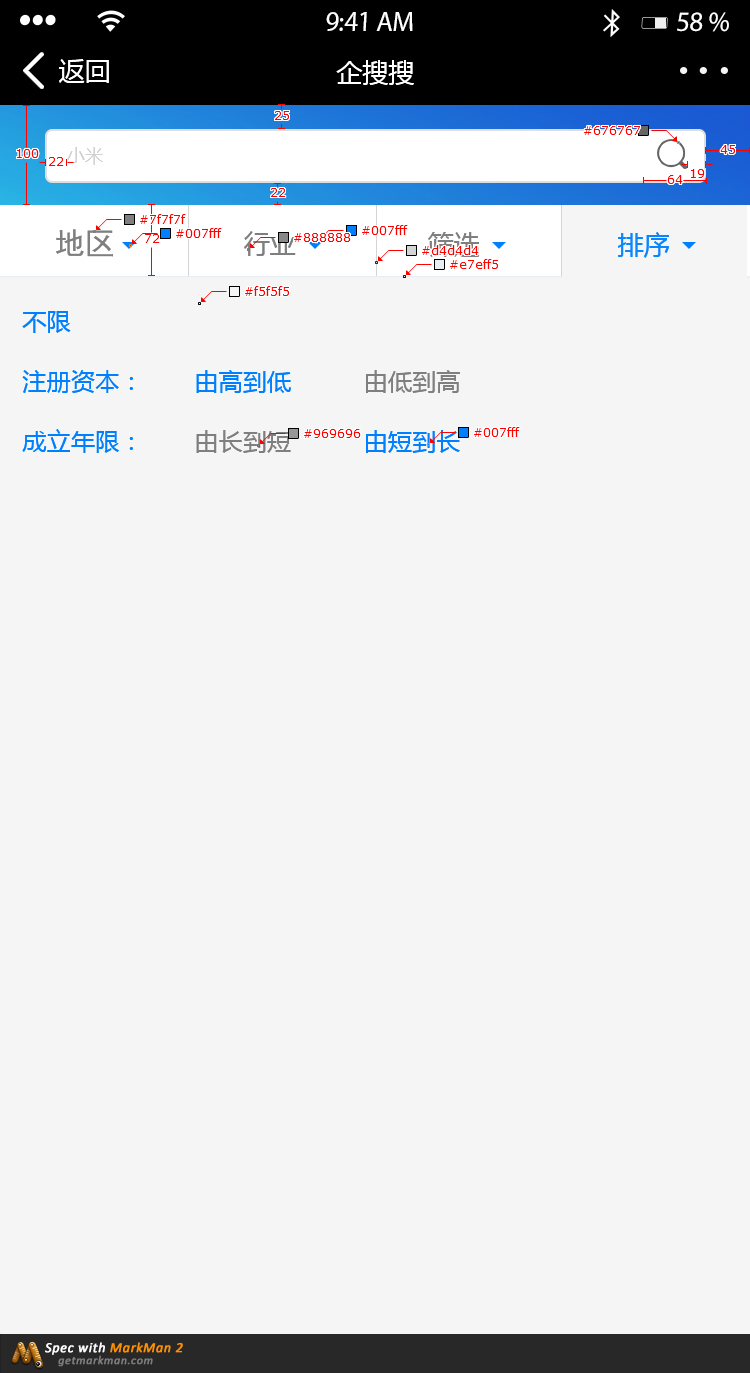 9:41 AM 58 %
返回 企搜搜
25
#676767
100 22 小米 45
19
64
22
#7f7f7f
地区 72 #007fff 行业 #888888 #007fff 筛选 #d4d4d4 排序
#e7eff5
#f5f5f5
不限
注册资本： 由高到低 由低到高
成立年限： 由长到短 #969696 由短到长 #007fff
Spec with MarkMan 2
getmarkman.com